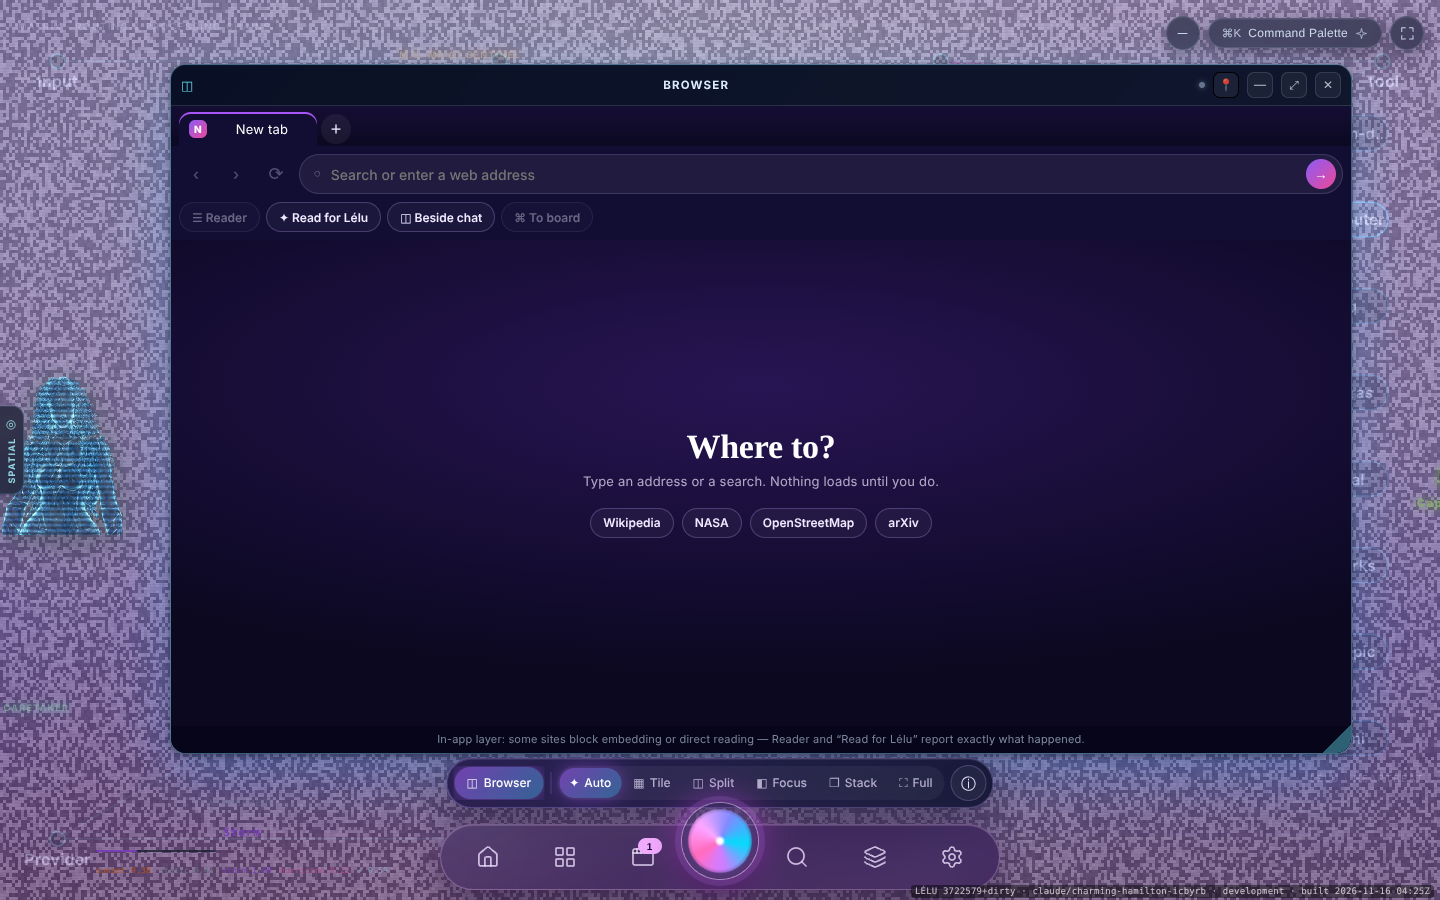 ⌘K Command Palette
Input
Tool
BROWSER
N New tab +
Search or enter a web address
Reader Read for Lélu Beside chat ⌘ To board
SPATIAL
Where to?
Type an address or a search. Nothing loads until you do.
Wikipedia NASA OpenStreetMap arXiv
In-app layer: some sites block embedding or direct reading — Reader and “Read for Lélu” report exactly what happened.
Browser Auto Tile Split Focus Stack Full
1
Provider
LÉLU 3722579+dirty · claude/charming-hamilton-icbyrb · development · built 2026-11-16 04:25Z